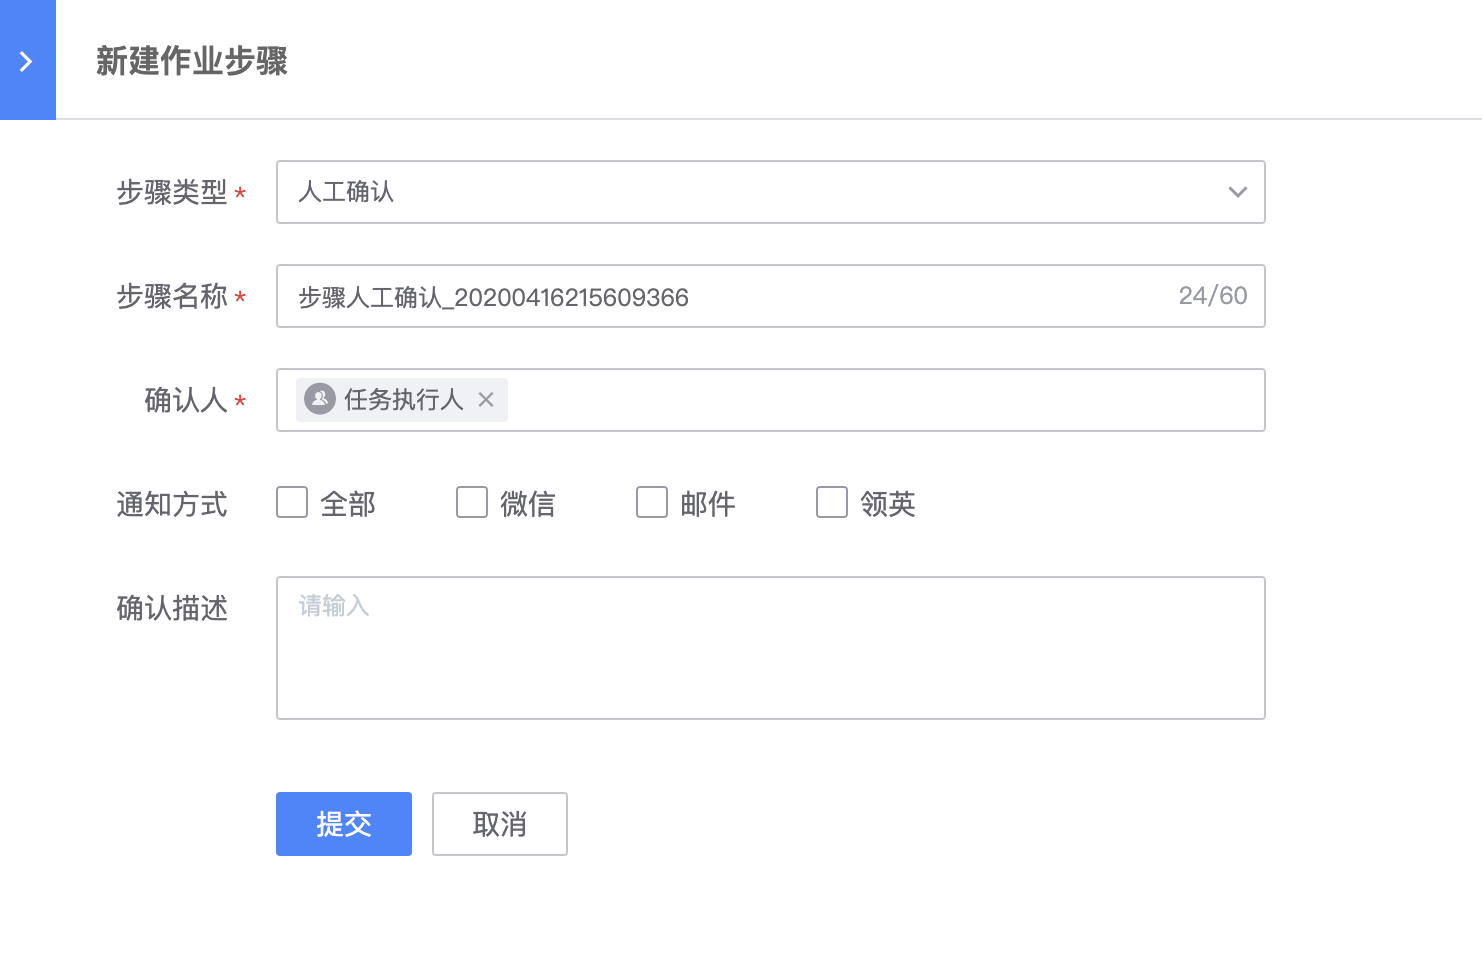 新建作业步骤
步骤类型 *
人工确认
步骤名称 *
步骤人工确认_20200416215609366
24/60
确认人 *
任务执行人
通知方式
全部
微信
邮件
领英
确认描述
请输入
提交
取消